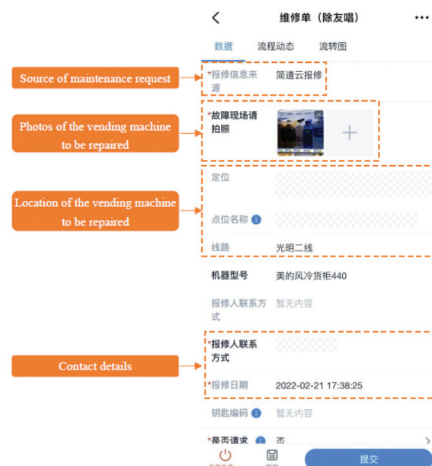 维修单（除友唱）
数据 流程动态 流转图
Source of maintenance request
*报修信息来源 简道云报修
Photos of the vending machine
to be repaired
*故障现场请
拍照
定位
Location of the vending machine
to be repaired
点位名称
线路 光明二线
机器型号 美的风冷货柜440
报修人联系方式 暂无内容
Contact details
*报修人联系
方式
*报修日期 2022-02-21 17:38:25
钥匙编码 暂无内容
*是否请求 否
提交